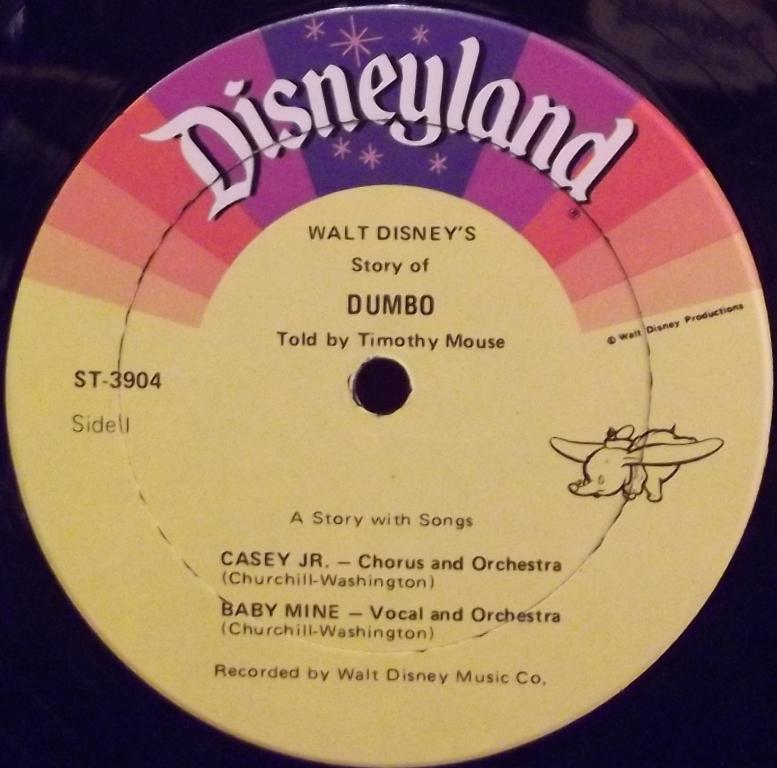 Disneyland
®
WALT DISNEY'S
Story of
DUMBO
Told by Timothy Mouse
© Walt Disney Productions
ST-3904
Side I
A Story with Songs
CASEY JR. — Chorus and Orchestra
(Churchill-Washington)
BABY MINE — Vocal and Orchestra
(Churchill-Washington)
Recorded by Walt Disney Music Co.